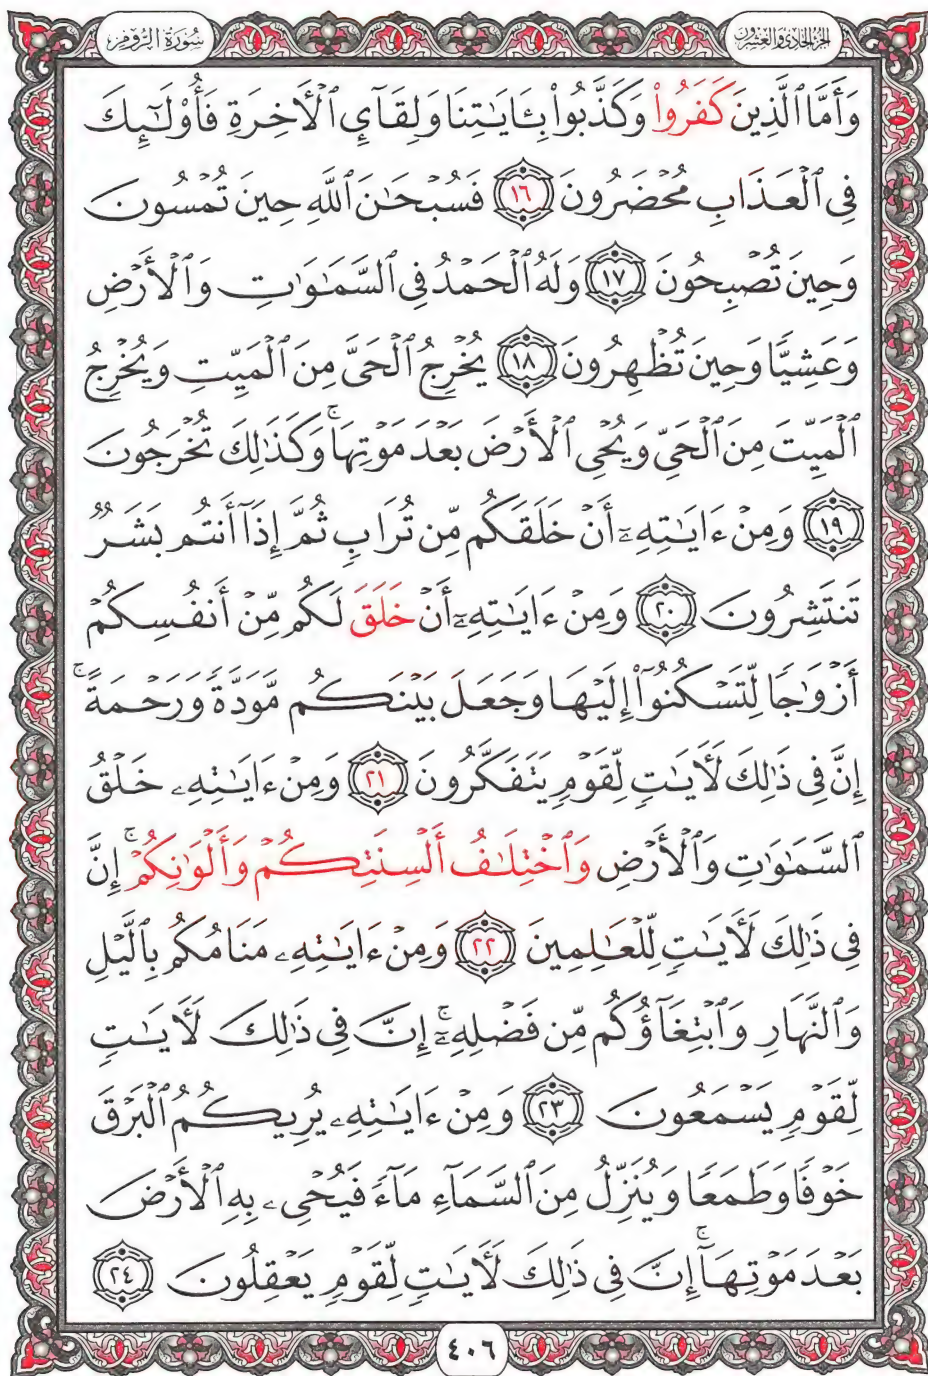 الجزء الحادي والعشرون
سُورَةُ الرُّومِ
وَأَمَّا ٱلَّذِينَ كَفَرُوا۟ وَكَذَّبُوا۟ بِـَٔايَـٰتِنَا وَلِقَآئِ ٱلْأَخِرَةِ فَأُو۟لَـٰٓئِكَ
فِى ٱلْعَذَابِ مُحْضَرُونَ ١٦ فَسُبْحَـٰنَ ٱللَّهِ حِينَ تُمْسُونَ
وَحِينَ تُصْبِحُونَ ١٧ وَلَهُ ٱلْحَمْدُ فِى ٱلسَّمَـٰوَٰتِ وَٱلْأَرْضِ
وَعَشِيًّا وَحِينَ تُظْهِرُونَ ١٨ يُخْرِجُ ٱلْحَىَّ مِنَ ٱلْمَيِّتِ وَيُخْرِجُ
ٱلْمَيِّتَ مِنَ ٱلْحَىِّ وَيُحْىِ ٱلْأَرْضَ بَعْدَ مَوْتِهَا ۚ وَكَذَٰلِكَ تُخْرَجُونَ
١٩ وَمِنْ ءَايَـٰتِهِۦٓ أَنْ خَلَقَكُم مِّن تُرَابٍ ثُمَّ إِذَآ أَنتُم بَشَرٌ
تَنتَشِرُونَ ٢٠ وَمِنْ ءَايَـٰتِهِۦٓ أَنْ خَلَقَ لَكُم مِّنْ أَنفُسِكُمْ
أَزْوَٰجًا لِّتَسْكُنُوٓا۟ إِلَيْهَا وَجَعَلَ بَيْنَكُم مَّوَدَّةً وَرَحْمَةً ۚ
إِنَّ فِى ذَٰلِكَ لَأَيَـٰتٍ لِّقَوْمٍ يَتَفَكَّرُونَ ٢١ وَمِنْ ءَايَـٰتِهِۦ خَلْقُ
ٱلسَّمَـٰوَٰتِ وَٱلْأَرْضِ وَٱخْتِلَـٰفُ أَلْسِنَتِكُمْ وَأَلْوَٰنِكُمْ ۚ إِنَّ
فِى ذَٰلِكَ لَأَيَـٰتٍ لِّلْعَـٰلِمِينَ ٢٢ وَمِنْ ءَايَـٰتِهِۦ مَنَامُكُم بِٱلَّيْلِ
وَٱلنَّهَارِ وَٱبْتِغَآؤُكُم مِّن فَضْلِهِۦٓ ۚ إِنَّ فِى ذَٰلِكَ لَأَيَـٰتٍ
لِّقَوْمٍ يَسْمَعُونَ ٢٣ وَمِنْ ءَايَـٰتِهِۦ يُرِيكُمُ ٱلْبَرْقَ
خَوْفًا وَطَمَعًا وَيُنَزِّلُ مِنَ ٱلسَّمَآءِ مَآءً فَيُحْىِۦ بِهِ ٱلْأَرْضَ
بَعْدَ مَوْتِهَآ ۚ إِنَّ فِى ذَٰلِكَ لَأَيَـٰتٍ لِّقَوْمٍ يَعْقِلُونَ ٢٤
٤٠٦